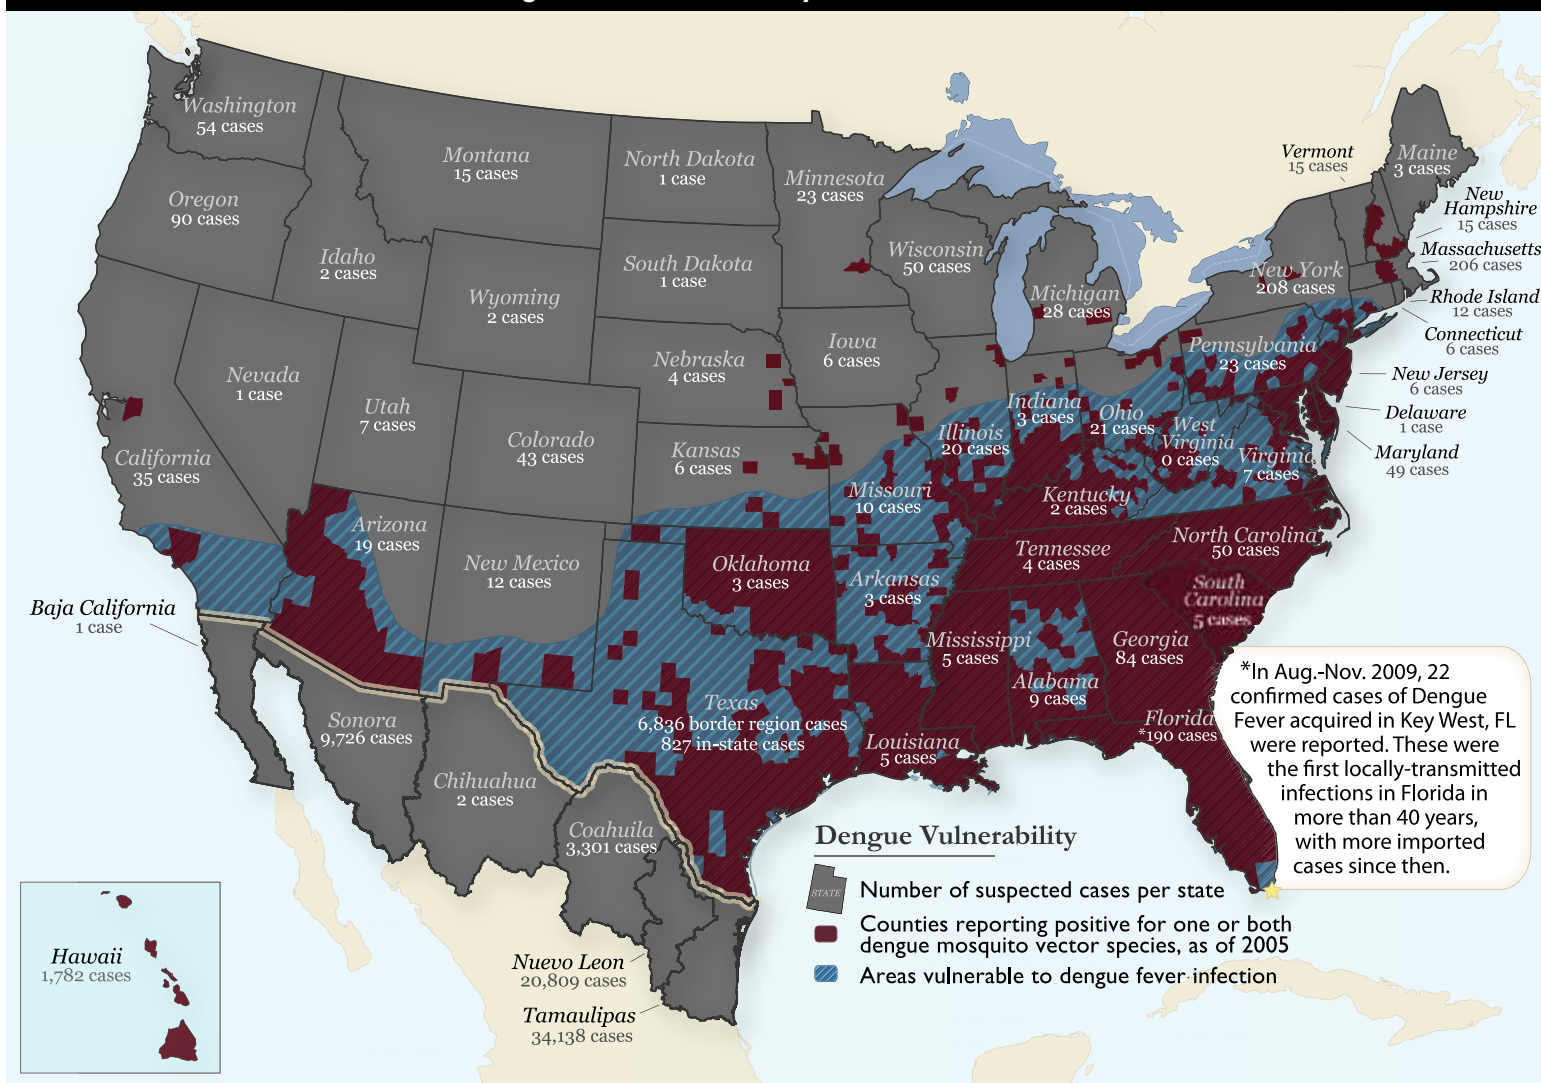 Washington
54 cases
Oregon
90 cases
Montana
15 cases
North Dakota
1 case
Minnesota
23 cases
Idaho
2 cases
South Dakota
1 case
Wisconsin
50 cases
Wyoming
2 cases
Michigan
28 cases
New York
208 cases
Vermont
15 cases
Maine
3 cases
New
Hampshire
15 cases
Massachusetts
206 cases
Rhode Island
12 cases
Connecticut
6 cases
New Jersey
6 cases
Delaware
1 case
Maryland
49 cases
Nevada
1 case
Utah
7 cases
Colorado
43 cases
Nebraska
4 cases
Iowa
6 cases
Kansas
6 cases
Pennsylvania
23 cases
Indiana
3 cases
Ohio
21 cases
Illinois
20 cases
West
Virginia
0 cases
Virginia
7 cases
California
35 cases
Missouri
10 cases
Kentucky
2 cases
Arizona
19 cases
New Mexico
12 cases
Oklahoma
3 cases
Arkansas
3 cases
Tennessee
4 cases
North Carolina
50 cases
South
Carolina
5 cases
Mississippi
5 cases
Georgia
84 cases
Alabama
9 cases
Texas
6,836 border region cases
827 in-state cases
Louisiana
5 cases
Florida
*190 cases
Baja California
1 case
Sonora
9,726 cases
Chihuahua
2 cases
Coahuila
3,301 cases
Nuevo Leon
20,809 cases
Tamaulipas
34,138 cases
Hawaii
1,782 cases
*In Aug.-Nov. 2009, 22
confirmed cases of Dengue
Fever acquired in Key West, FL
were reported. These were
the first locally-transmitted
infections in Florida in
more than 40 years,
with more imported
cases since then.
Dengue Vulnerability
STATE
Number of suspected cases per state
Counties reporting positive for one or both
dengue mosquito vector species, as of 2005
Areas vulnerable to dengue fever infection